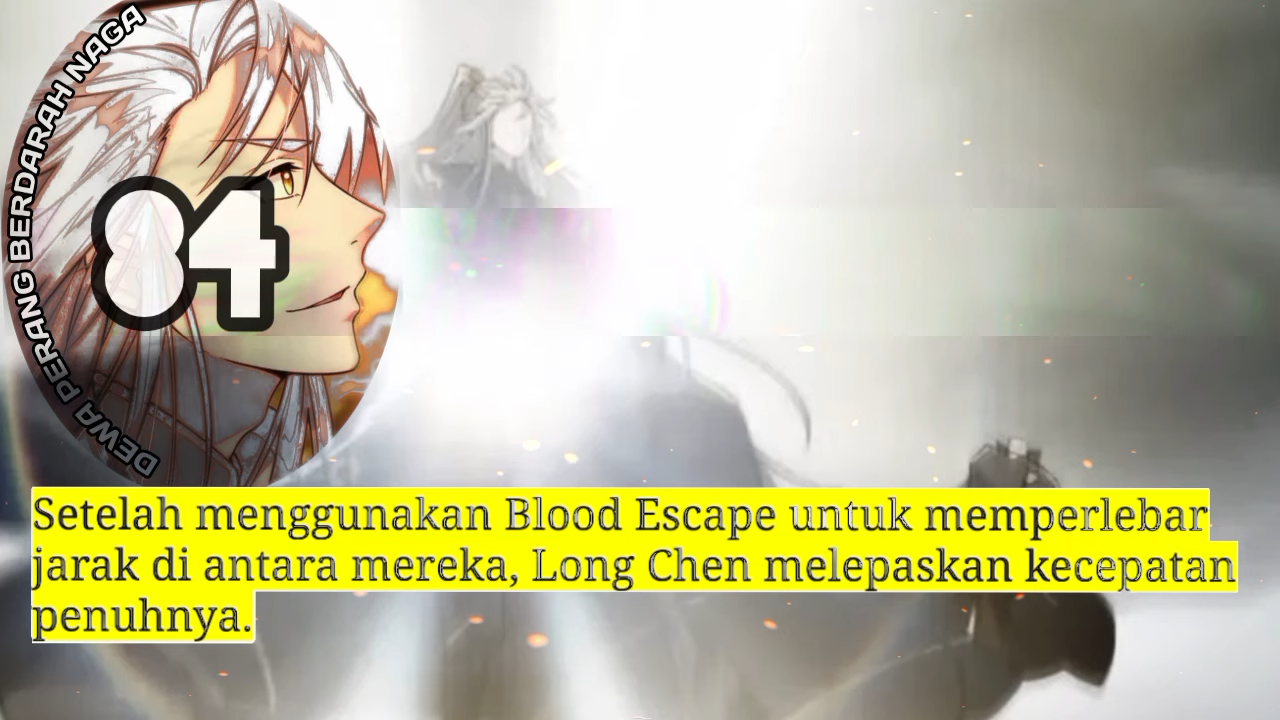 DEWA PERANG BERDARAH NAGA
84
Setelah menggunakan Blood Escape untuk memperlebar
jarak di antara mereka, Long Chen melepaskan kecepatan
penuhnya.